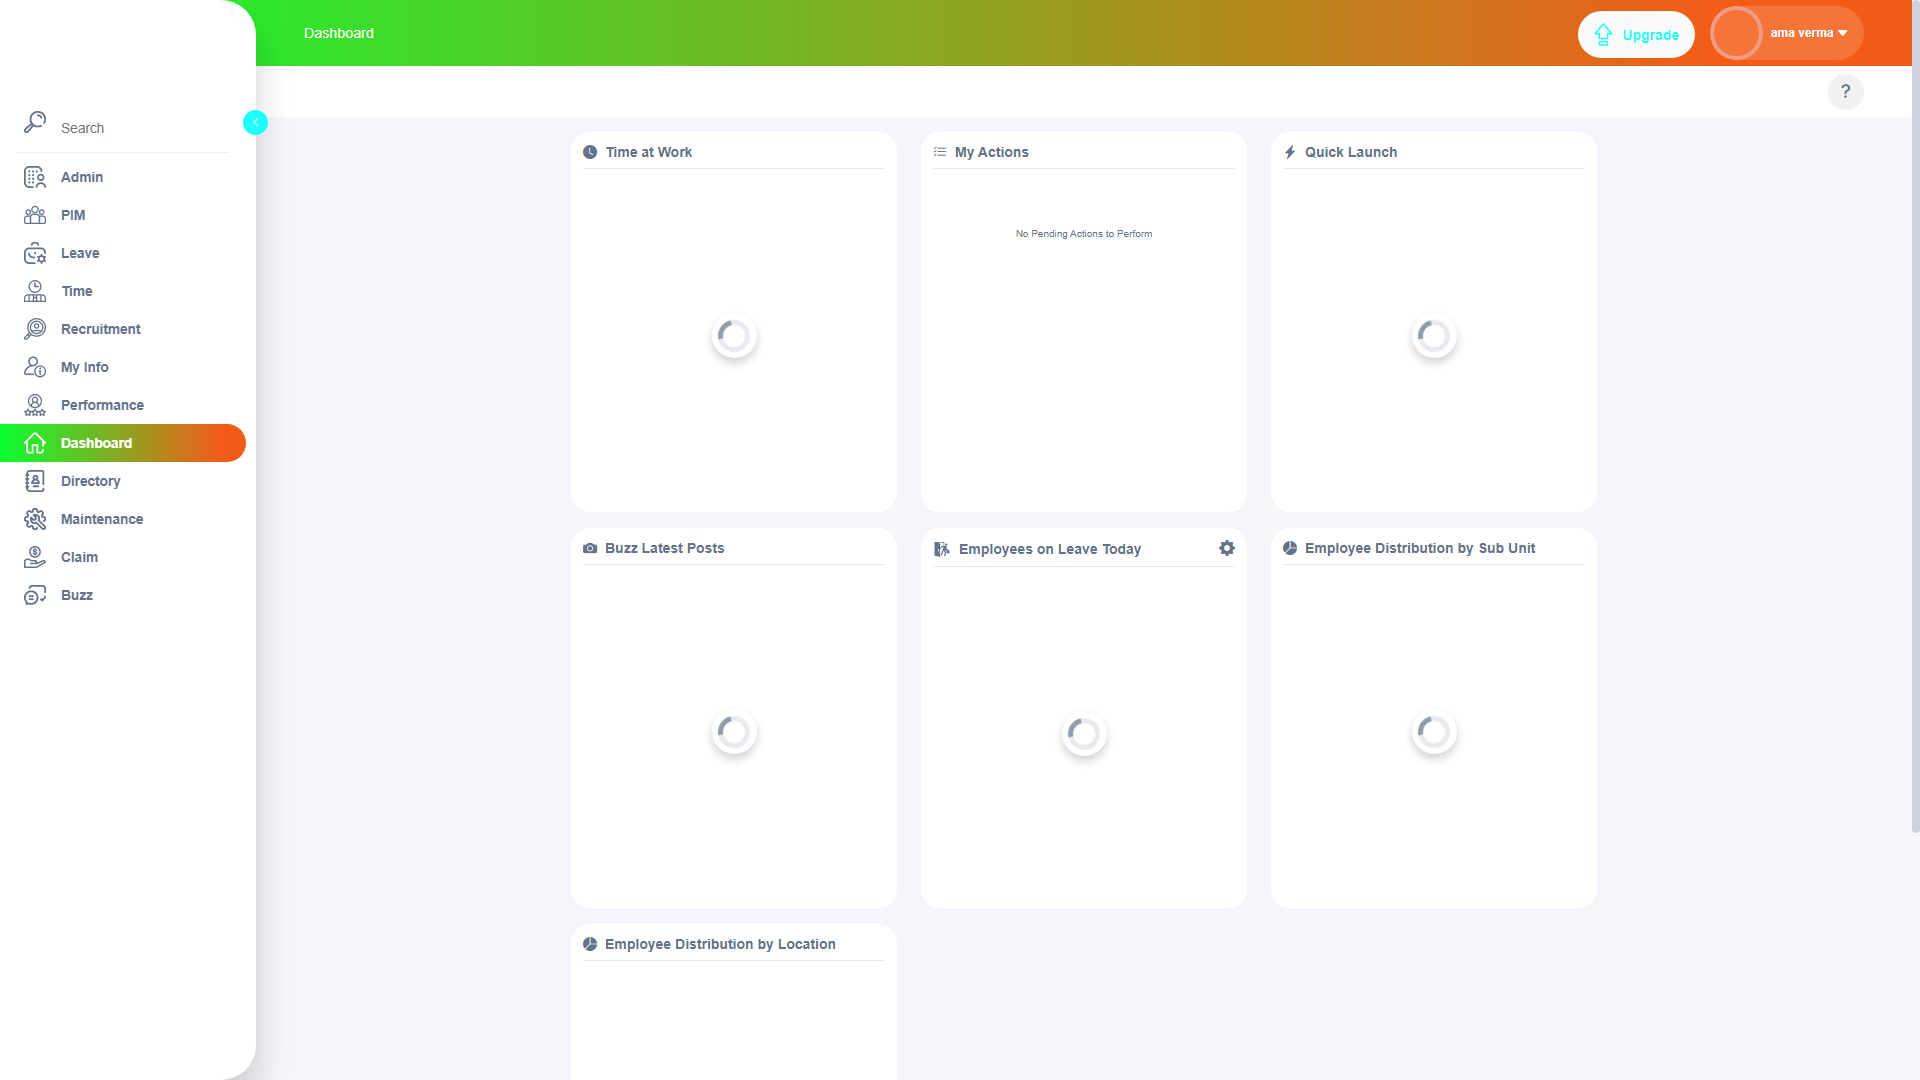 Dashboard
Upgrade
ama verma
?
Search
Admin
PIM
Leave
Time
Recruitment
My Info
Performance
Dashboard
Directory
Maintenance
Claim
Buzz
Time at Work
My Actions
Quick Launch
No Pending Actions to Perform
Buzz Latest Posts
Employees on Leave Today
Employee Distribution by Sub Unit
Employee Distribution by Location